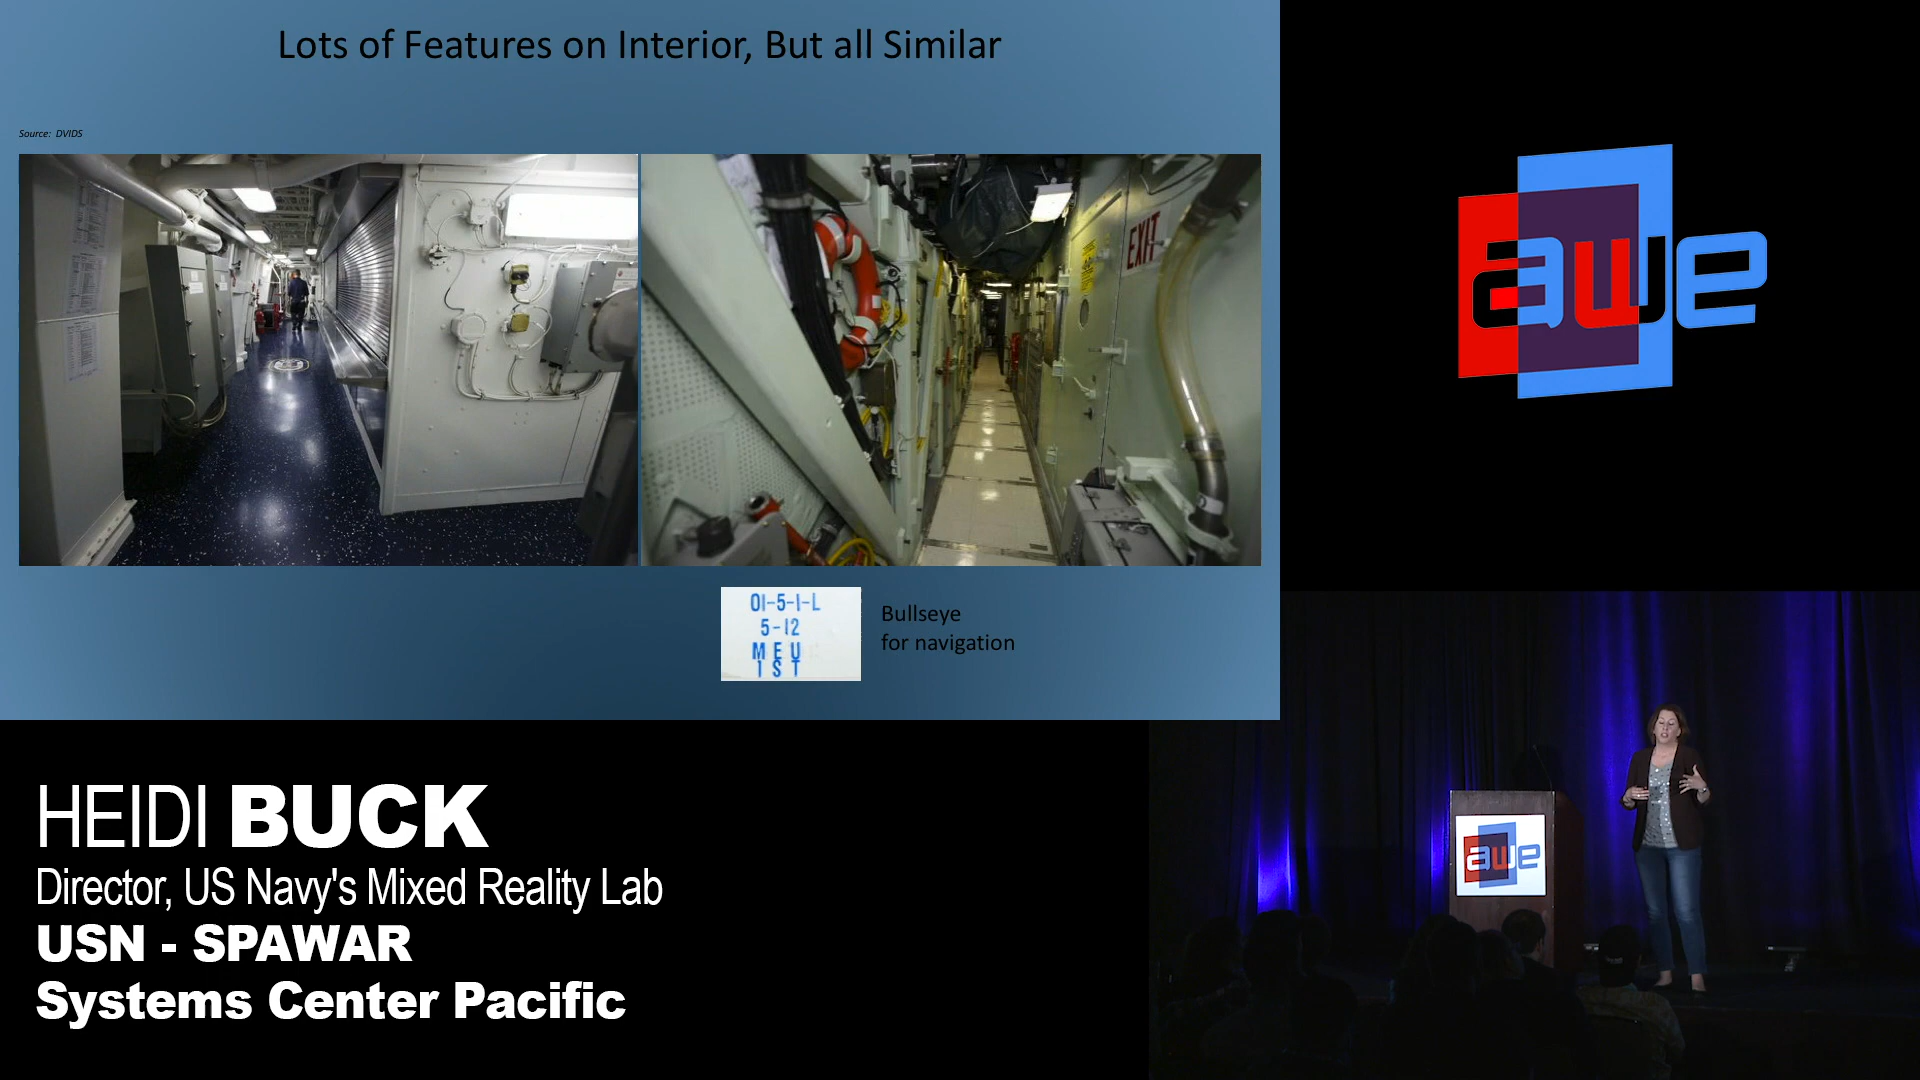 Lots of Features on Interior, But all Similar
Source: DVIDS
EXIT
01-5-1-L
5-12
MEU
1ST
Bullseye
for navigation
awe
HEIDI BUCK
Director, US Navy's Mixed Reality Lab
USN - SPAWAR
Systems Center Pacific
awe